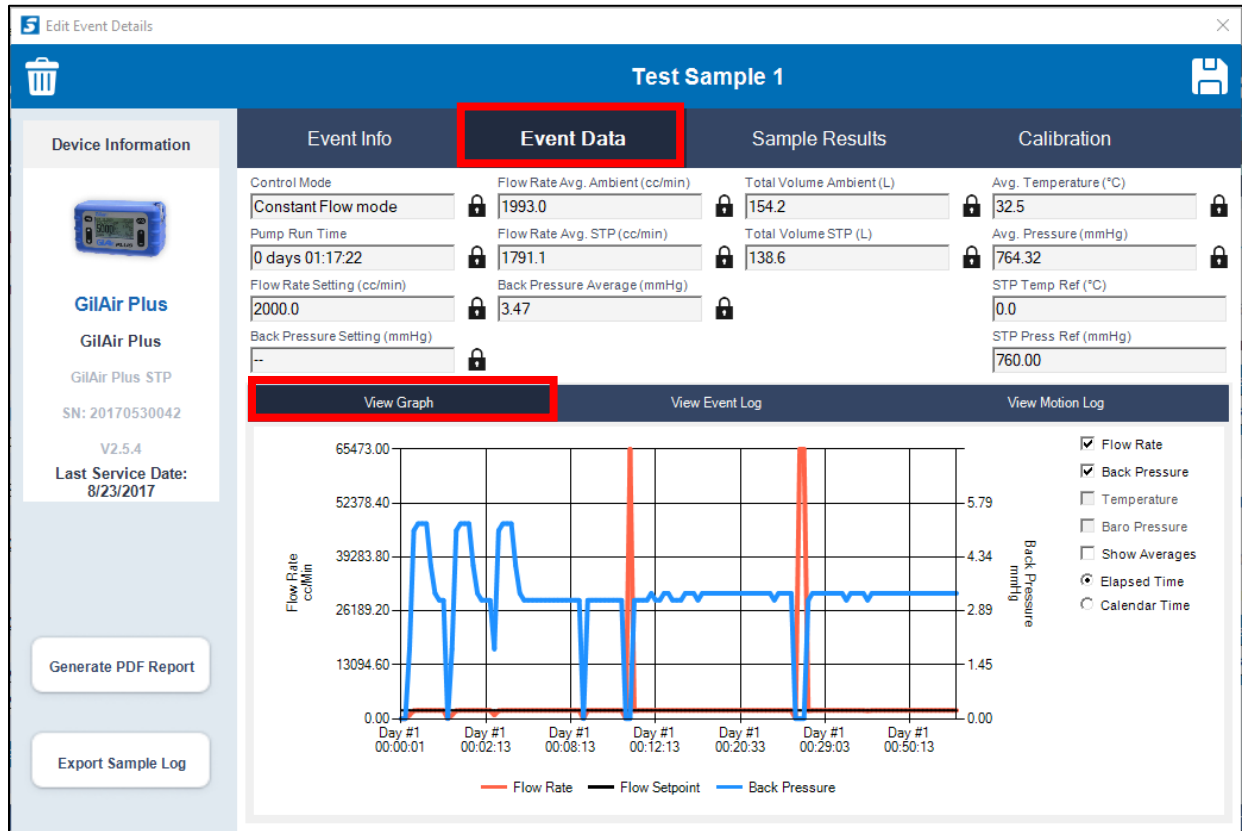 Edit Event Details
Test Sample 1
Device Information
GilAir Plus
GilAir Plus
GilAir Plus STP
SN: 20170530042
V2.5.4
Last Service Date:
8/23/2017
Generate PDF Report
Export Sample Log
Event Info Event Data Sample Results Calibration
Control Mode Flow Rate Avg. Ambient (cc/min) Total Volume Ambient (L) Avg. Temperature (°C)
Constant Flow mode 1993.0 154.2 32.5
Pump Run Time Flow Rate Avg. STP (cc/min) Total Volume STP (L) Avg. Pressure (mmHg)
0 days 01:17:22 1791.1 138.6 764.32
Flow Rate Setting (cc/min) Back Pressure Average (mmHg) STP Temp Ref (°C)
2000.0 3.47 0.0
Back Pressure Setting (mmHg) STP Press Ref (mmHg)
-- 760.00
View Graph View Event Log View Motion Log
65473.00
52378.40
39283.80
26189.20
13094.60
0.00
Flow Rate
cc/Min
5.79
4.34
2.89
1.45
0.00
Back Pressure
mmHg
Day #1 Day #1 Day #1 Day #1 Day #1 Day #1 Day #1
00:00:01 00:02:13 00:08:13 00:12:13 00:20:33 00:29:03 00:50:13
Flow Rate Flow Setpoint Back Pressure
Flow Rate
Back Pressure
Temperature
Baro Pressure
Show Averages
Elapsed Time
Calendar Time